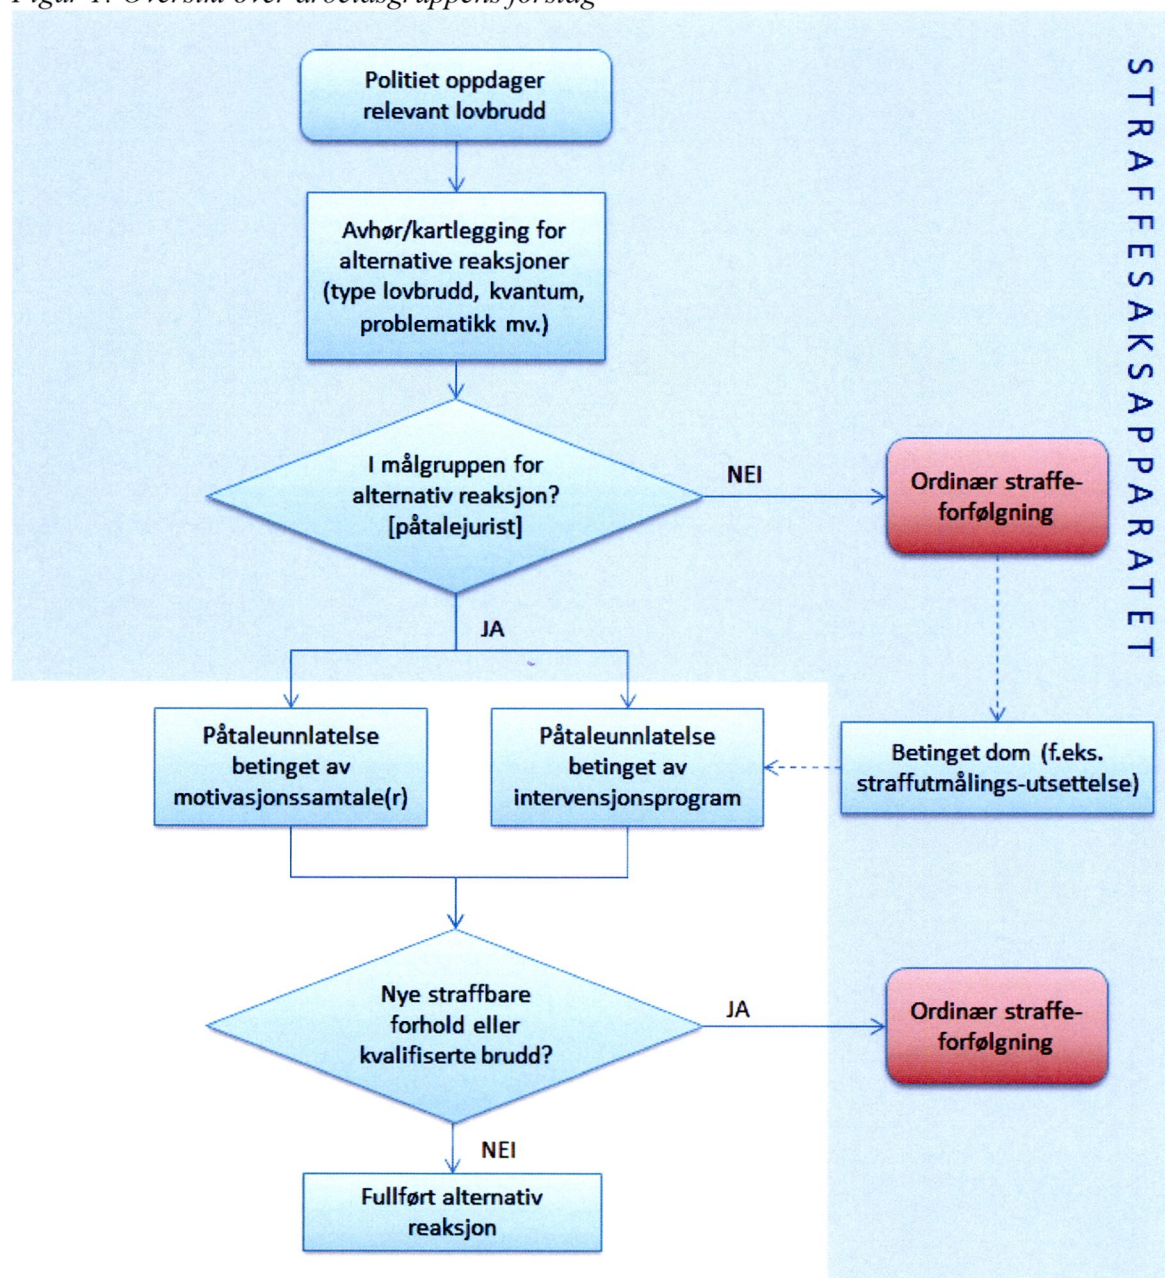 Figur 1: Oversikt over arbeidsgruppens forslag
Politiet oppdager
relevant lovbrudd
Avhør/kartlegging for
alternative reaksjoner
(type lovbrudd, kvantum,
problematikk mv.)
I målgruppen for
alternativ reaksjon?
[påtalejurist]
NEI
Ordinær straffe-
forfølgning
STRAFFESAKSAPPARATET
JA
Påtaleunnlatelse
betinget av
motivasjonssamtale(r)
Påtaleunnlatelse
betinget av
intervensjonsprogram
Betinget dom (f.eks.
straffutmålings-utsettelse)
Nye straffbare
forhold eller
kvalifiserte brudd?
JA
Ordinær straffe-
forfølgning
NEI
Fullført alternativ
reaksjon